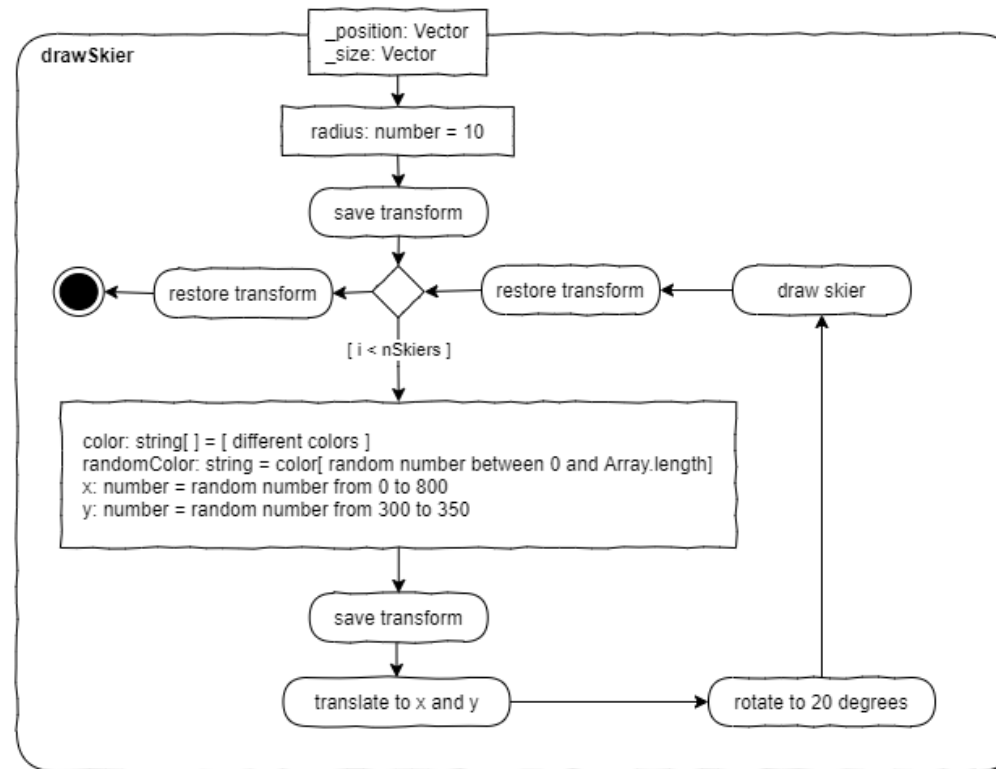 _position: Vector
_size: Vector
drawSkier
radius: number = 10
save transform
restore transform
restore transform
draw skier
[ i < nSkiers ]
color: string[ ] = [ different colors ]
randomColor: string = color[ random number between 0 and Array.length]
x: number = random number from 0 to 800
y: number = random number from 300 to 350
save transform
translate to x and y
rotate to 20 degrees